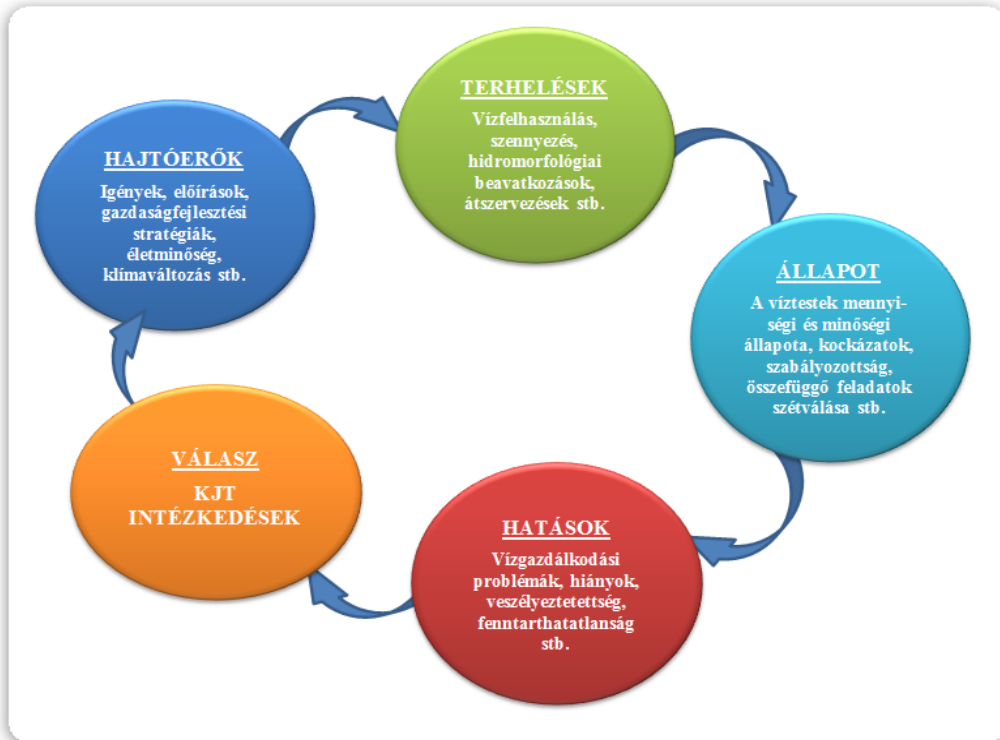 TERHELÉSEK
Vízfelhasználás,
szennyezés,
hidromorfológiai
beavatkozások,
átszervezések stb.
HAJTÓERŐK
Igények, előírások,
gazdaságfejlesztési
stratégiák,
életminőség,
klímaváltozás stb.
ÁLLAPOT
A víztestek mennyi-
ségi és minőségi
állapota, kockázatok,
szabályozottság,
összefüggő feladatok
szétválása stb.
VÁLASZ
KJT
INTÉZKEDÉSEK
HATÁSOK
Vízgazdálkodási
problémák, hiányok,
veszélyeztetettség,
fenntarthatatlanság
stb.